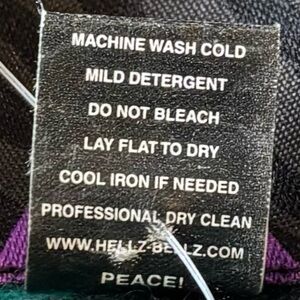 MACHINE WASH COLD
MILD DETERGENT
DO NOT BLEACH
LAY FLAT TO DRY
COOL IRON IF NEEDED
PROFESSIONAL DRY CLEAN
WWW.HELLZ-BELLZ.COM
PEACE!